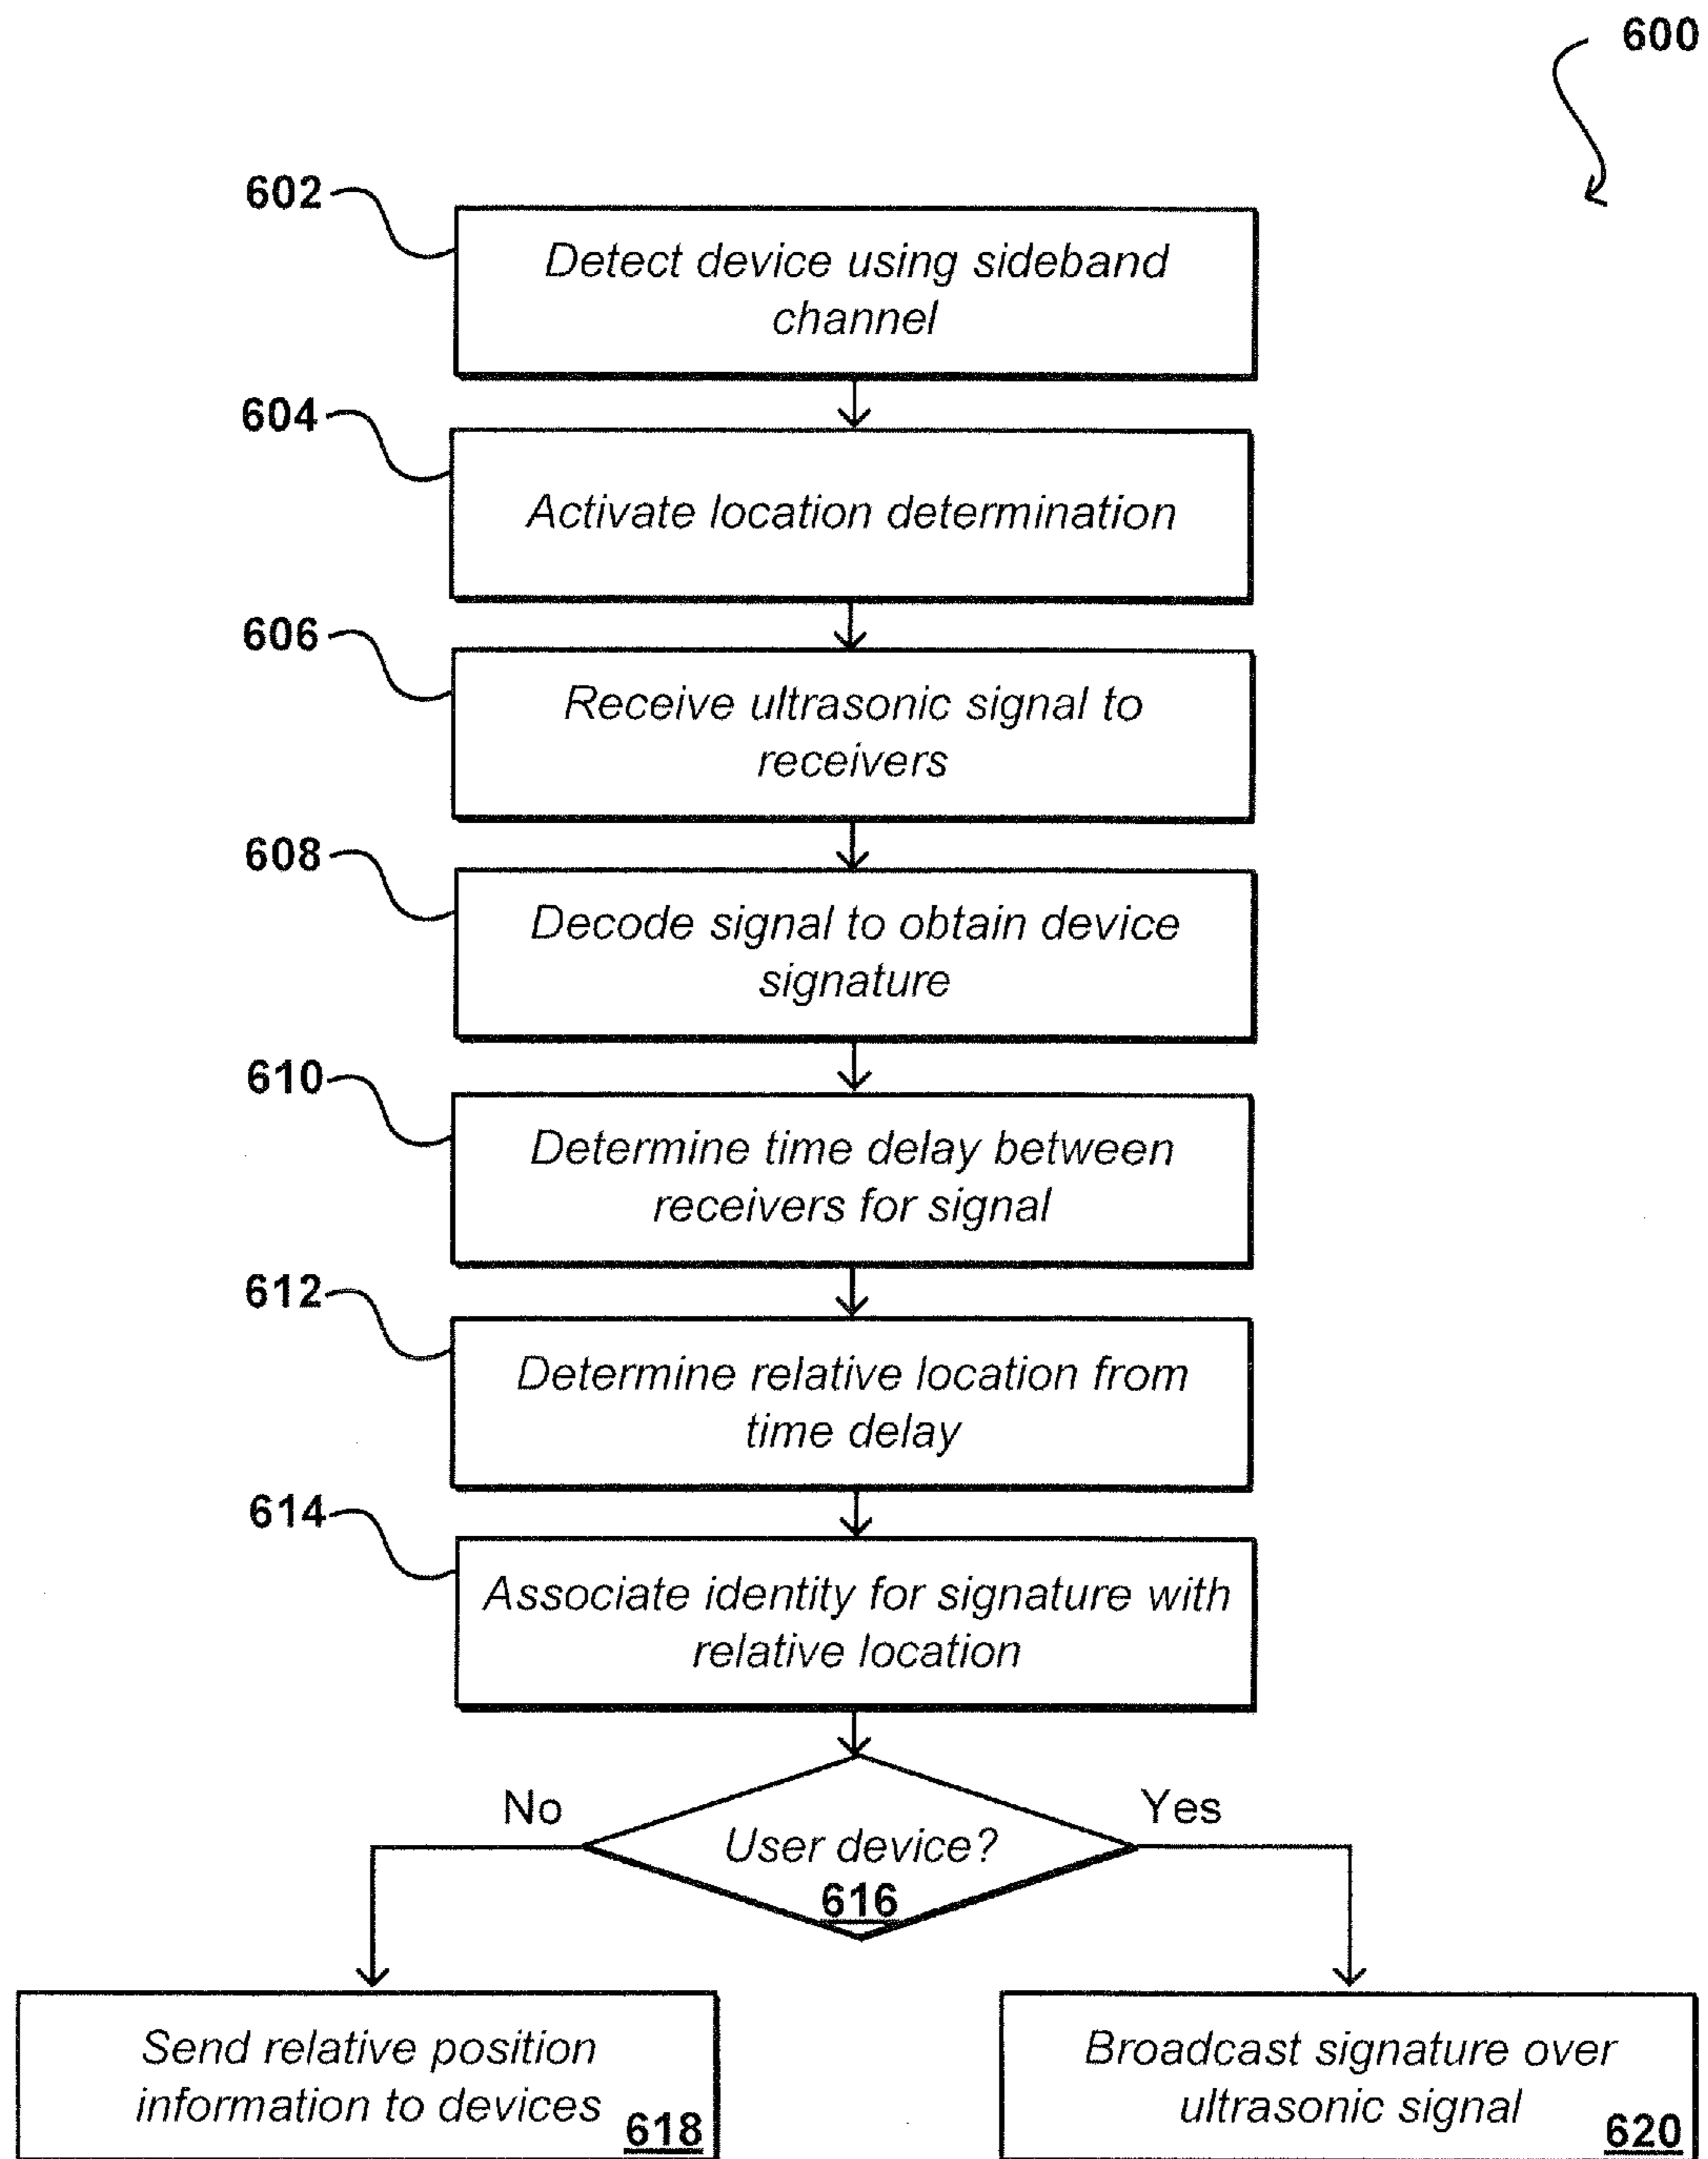 600
602
Detect device using sideband
channel
604
Activate location determination
606
Receive ultrasonic signal to
receivers
608
Decode signal to obtain device
signature
610
Determine time delay between
receivers for signal
612
Determine relative location from
time delay
614
Associate identity for signature with
relative location
No
Yes
User device?
616
Send relative position
information to devices
618
Broadcast signature over
ultrasonic signal
620